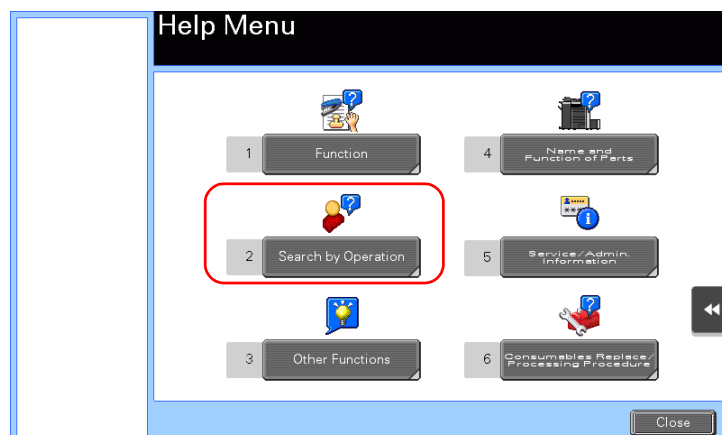 Help Menu
1 Function
4 Name and
Function of Parts
2 Search by Operation
5 Service/Admin.
Information
3 Other Functions
6 Consumables Replace/
Processing Procedure
Close